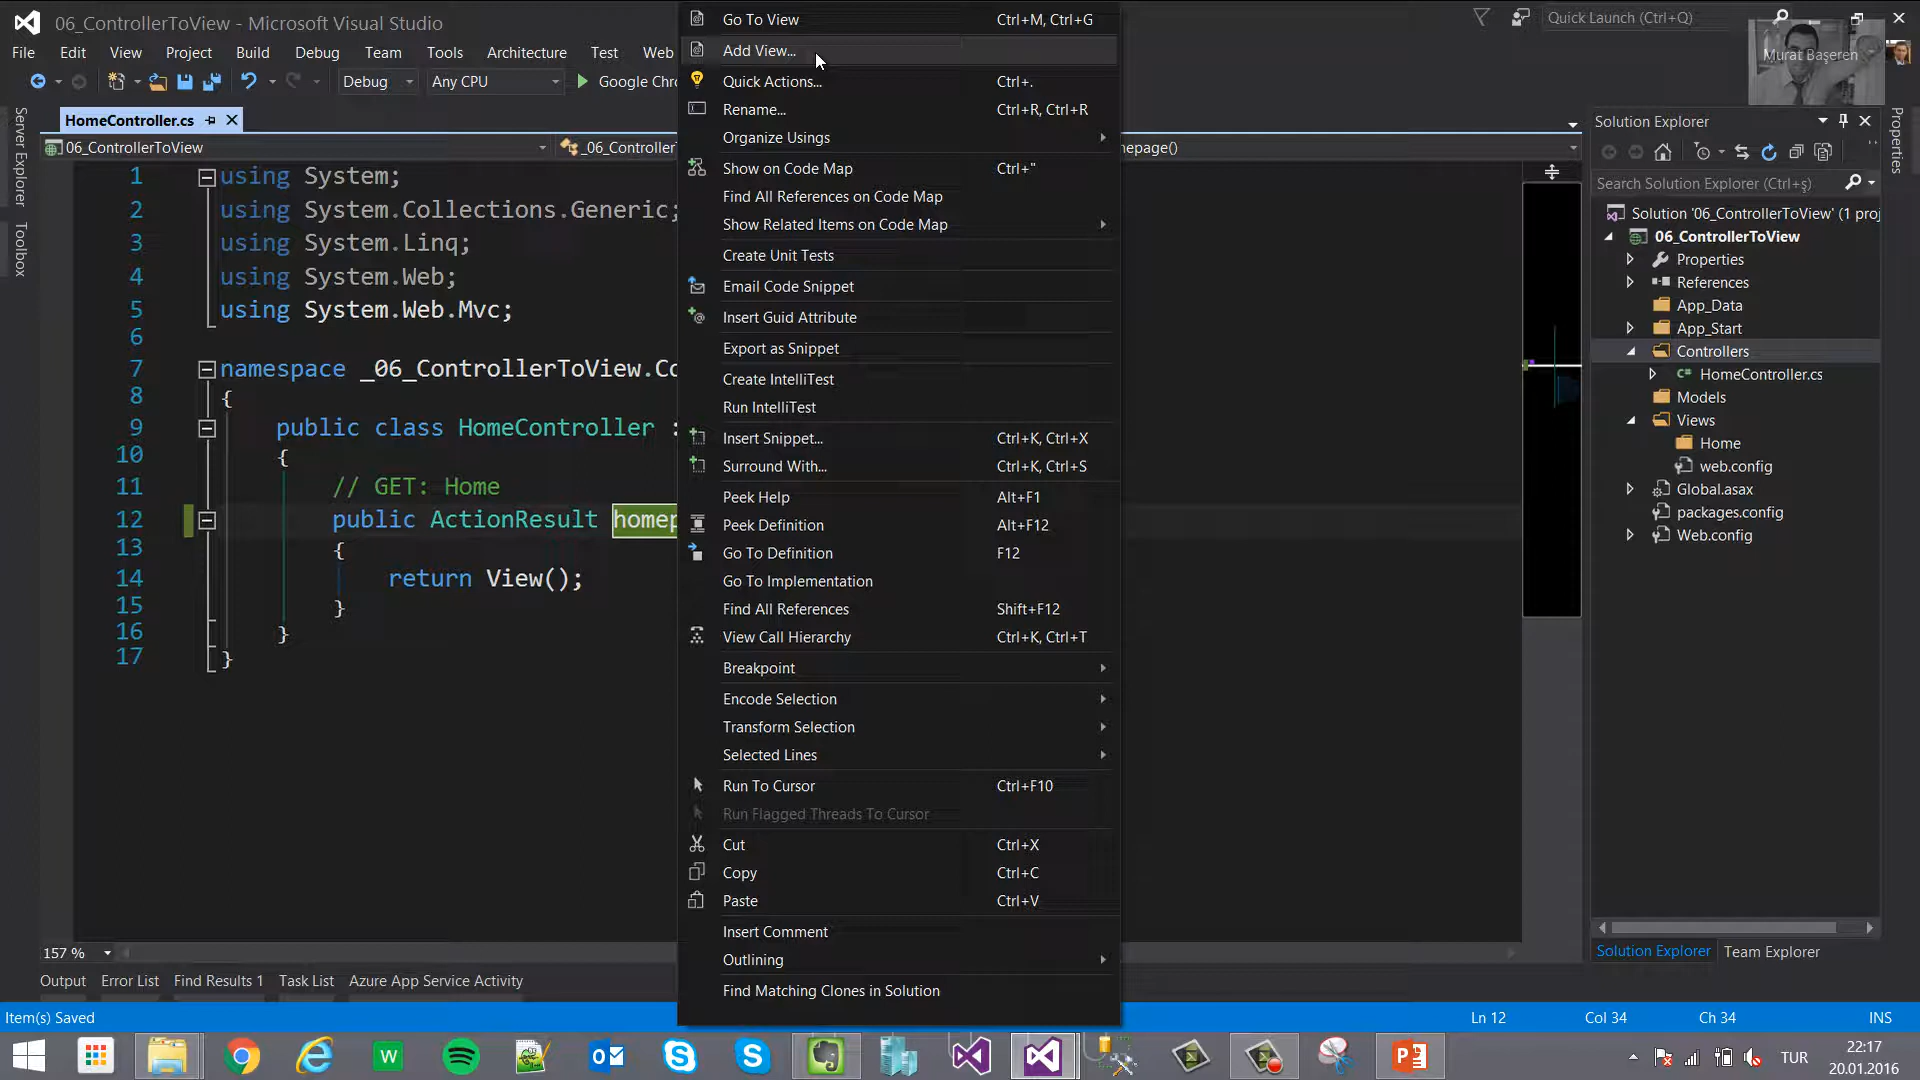 06_ControllerToView - Microsoft Visual Studio
Quick Launch (Ctrl+Q)
Murat Başeren
File Edit View Project Build Debug Team Tools Architecture Test Web
Debug Any CPU Google Chro
HomeController.cs
06_ControllerToView
_06_Controller
epage()
Server Explorer
Toolbox
1 using System;
2 using System.Collections.Generic;
3 using System.Linq;
4 using System.Web;
5 using System.Web.Mvc;
6
7 namespace _06_ControllerToView.Co
8 {
9 public class HomeController :
10 {
11 // GET: Home
12 public ActionResult homep
13 {
14 return View();
15 }
16 }
17 }
Go To View Ctrl+M, Ctrl+G
Add View...
Quick Actions... Ctrl+.
Rename... Ctrl+R, Ctrl+R
Organize Usings
Show on Code Map Ctrl+"
Find All References on Code Map
Show Related Items on Code Map
Create Unit Tests
Email Code Snippet
Insert Guid Attribute
Export as Snippet
Create IntelliTest
Run IntelliTest
Insert Snippet... Ctrl+K, Ctrl+X
Surround With... Ctrl+K, Ctrl+S
Peek Help Alt+F1
Peek Definition Alt+F12
Go To Definition F12
Go To Implementation
Find All References Shift+F12
View Call Hierarchy Ctrl+K, Ctrl+T
Breakpoint
Encode Selection
Transform Selection
Selected Lines
Run To Cursor Ctrl+F10
Run Flagged Threads To Cursor
Cut Ctrl+X
Copy Ctrl+C
Paste Ctrl+V
Insert Comment
Outlining
Find Matching Clones in Solution
Solution Explorer
Search Solution Explorer (Ctrl+ş)
Solution '06_ControllerToView' (1 proj
06_ControllerToView
Properties
References
App_Data
App_Start
Controllers
HomeController.cs
Models
Views
Home
web.config
Global.asax
packages.config
Web.config
Solution Explorer Team Explorer
Properties
157 %
Output Error List Find Results 1 Task List Azure App Service Activity
Item(s) Saved Ln 12 Col 34 Ch 34 INS
TUR
22:17
20.01.2016